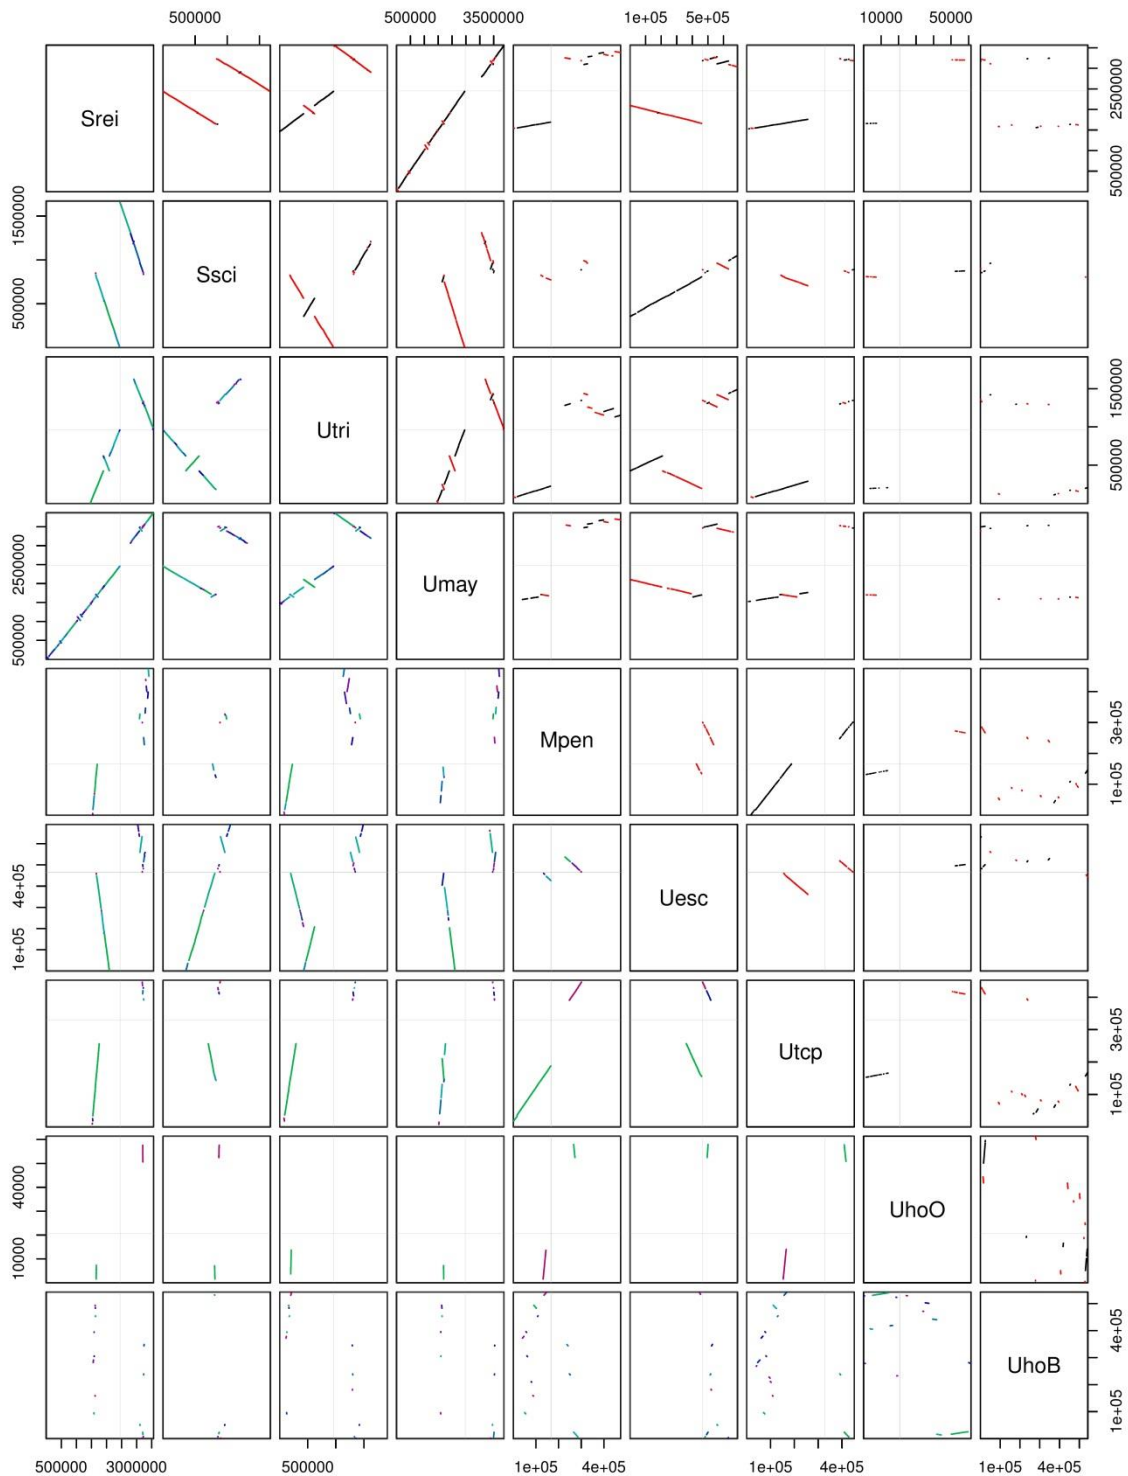 500000 500000 3500000 1e+05 5e+05 10000 50000
Srei 500000 2500000
500000 1500000 Ssci
Utri 500000 1500000
500000 2500000 Umay
Mpen 1e+05 3e+05
1e+05 4e+05 Uesc
Utcp 1e+05 3e+05
10000 40000 UhoO
UhoB 1e+05 4e+05
500000 3000000 500000 1e+05 4e+05 1e+05 4e+05 1e+05 4e+05